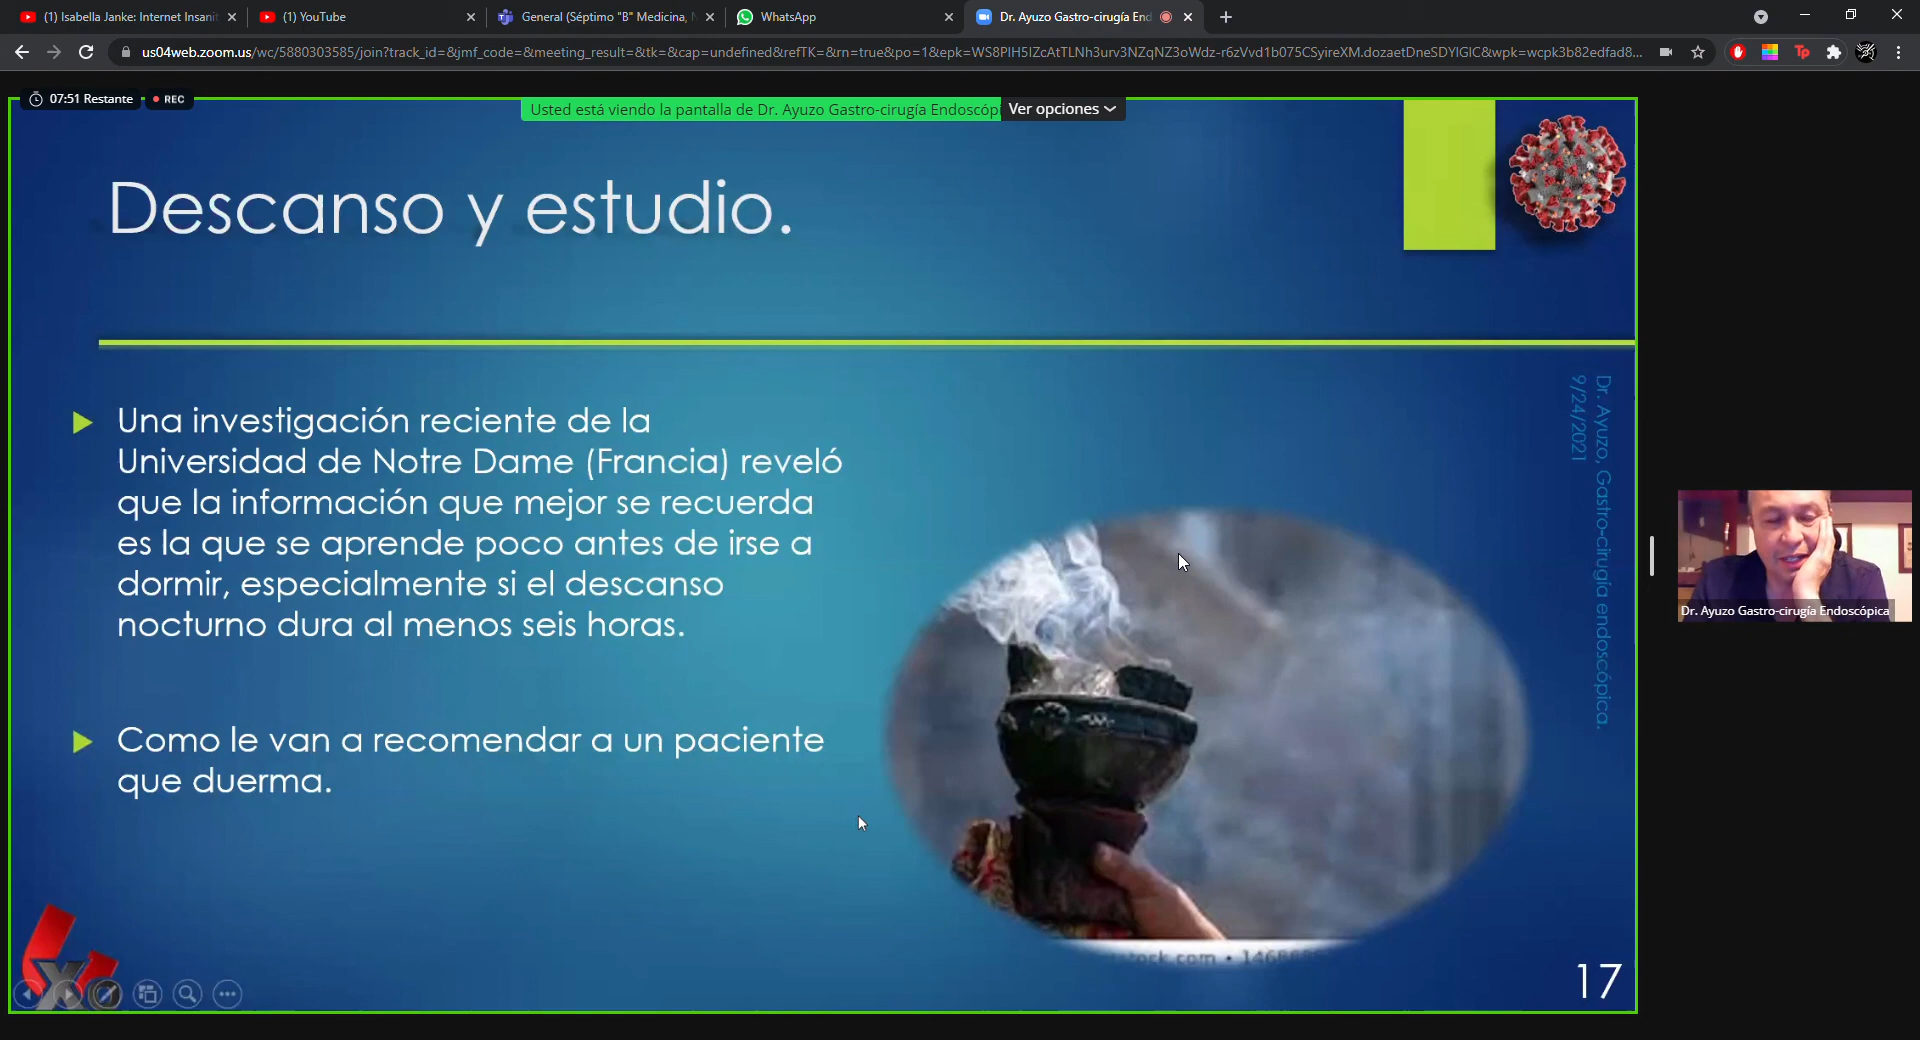 (1) Isabella Janke: Internet Insanit
(1) YouTube
General (Séptimo "B" Medicina, N
WhatsApp
Dr. Ayuzo Gastro-cirugía End
us04web.zoom.us/wc/5880303585/join?track_id=&jmf_code=&meeting_result=&tk=&cap=undefined&refTK=&rn=true&po=1&epk=WS8PIH5IZcAtTLNh3urv3NZqNZ3oWdz-r6zVvd1b075CSyireXM.dozaetDneSDYlGIC&wpk=wcpk3b82edfad8...
Tp
07:51 Restante
REC
Usted está viendo la pantalla de Dr. Ayuzo Gastro-cirugía Endoscópi
Ver opciones
Descanso y estudio.
Una investigación reciente de la
Universidad de Notre Dame (Francia) reveló
que la información que mejor se recuerda
es la que se aprende poco antes de irse a
dormir, especialmente si el descanso
nocturno dura al menos seis horas.
Como le van a recomendar a un paciente
que duerma.
Dr. Ayuzo, Gastro-cirugía endoscópica.
9/24/2021
17
Dr. Ayuzo Gastro-cirugía Endoscópica